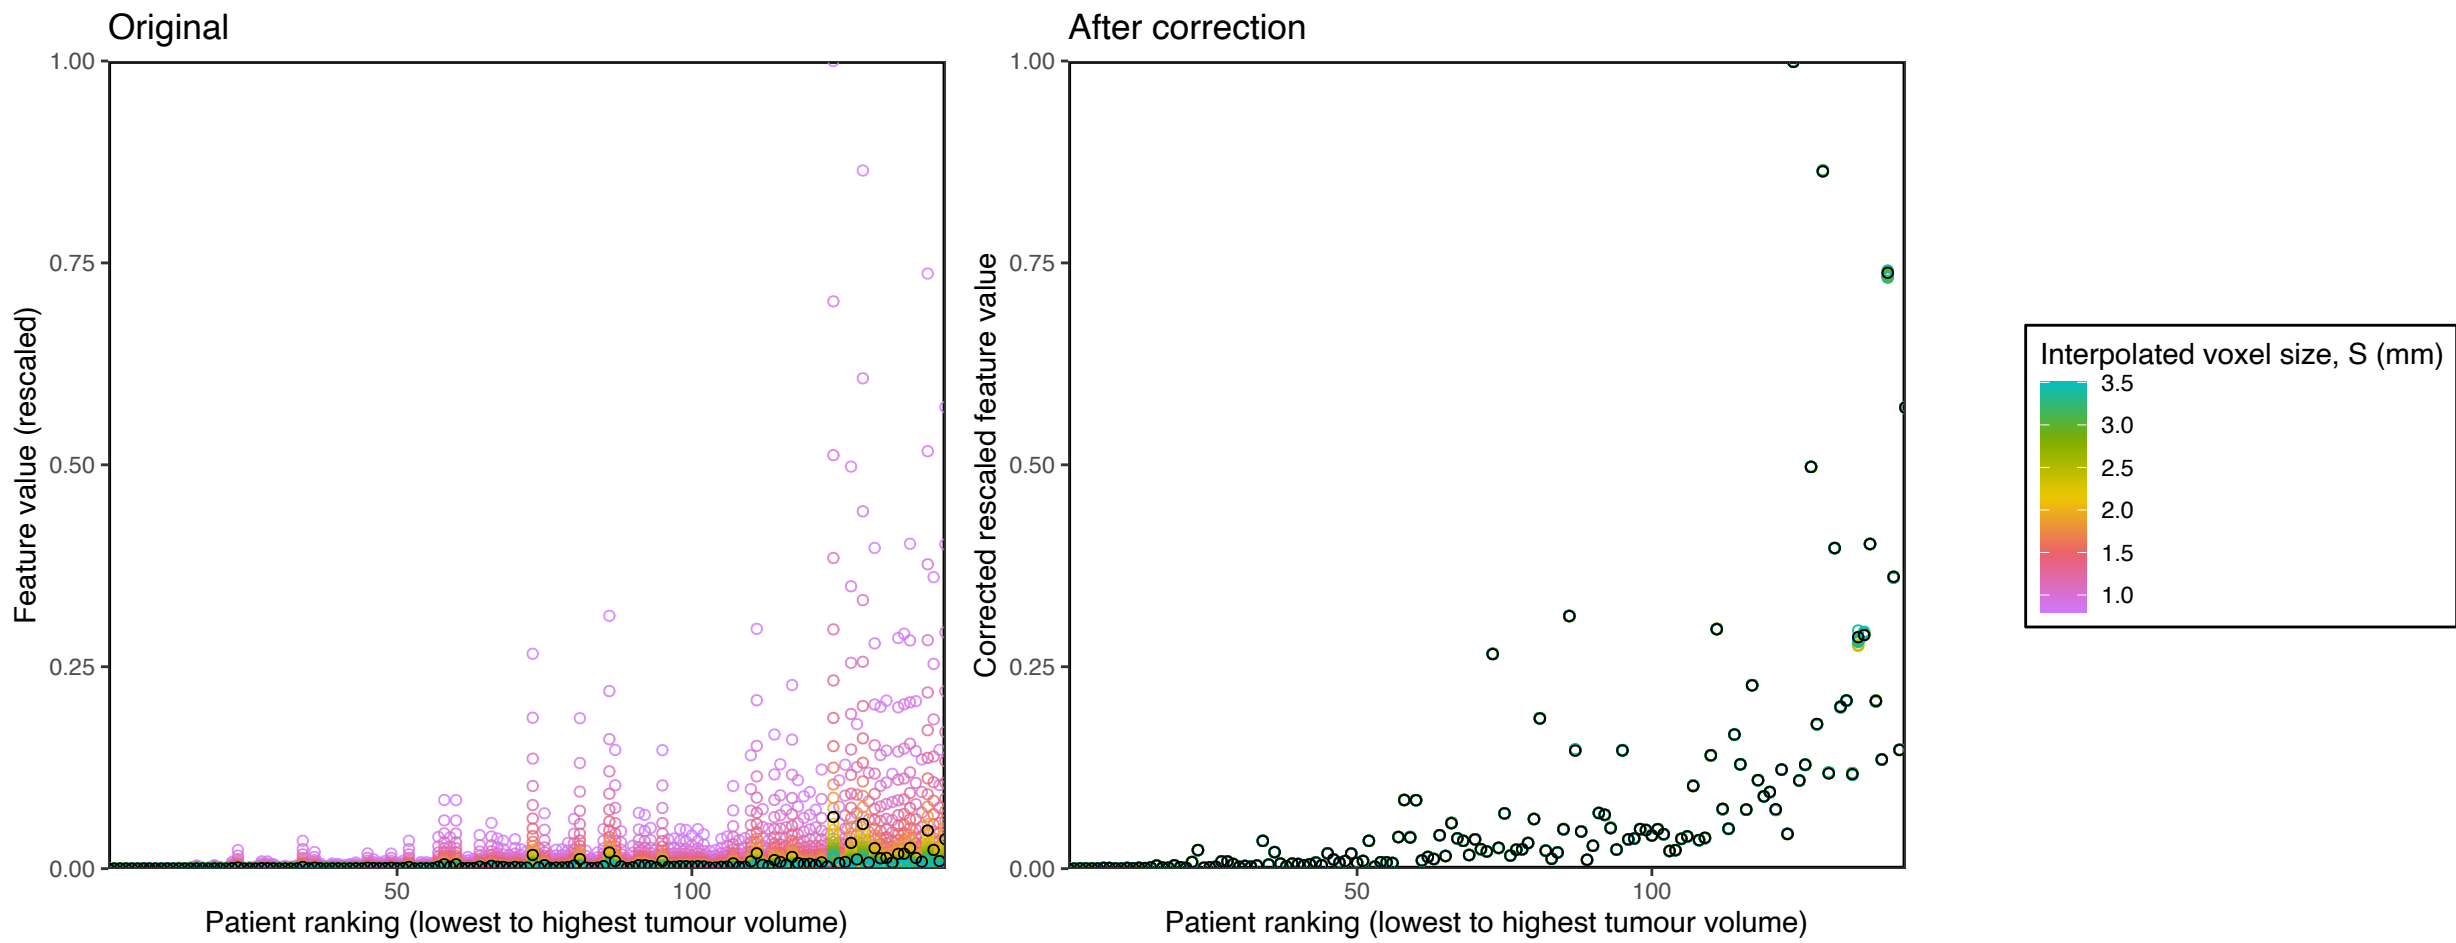 Original
1.00
0.75
0.50
0.25
0.00
50
100
Feature value (rescaled)
Patient ranking (lowest to highest tumour volume)
After correction
1.00
0.75
0.50
0.25
0.00
50
100
Corrected rescaled feature value
Patient ranking (lowest to highest tumour volume)
Interpolated voxel size, S (mm)
3.5
3.0
2.5
2.0
1.5
1.0